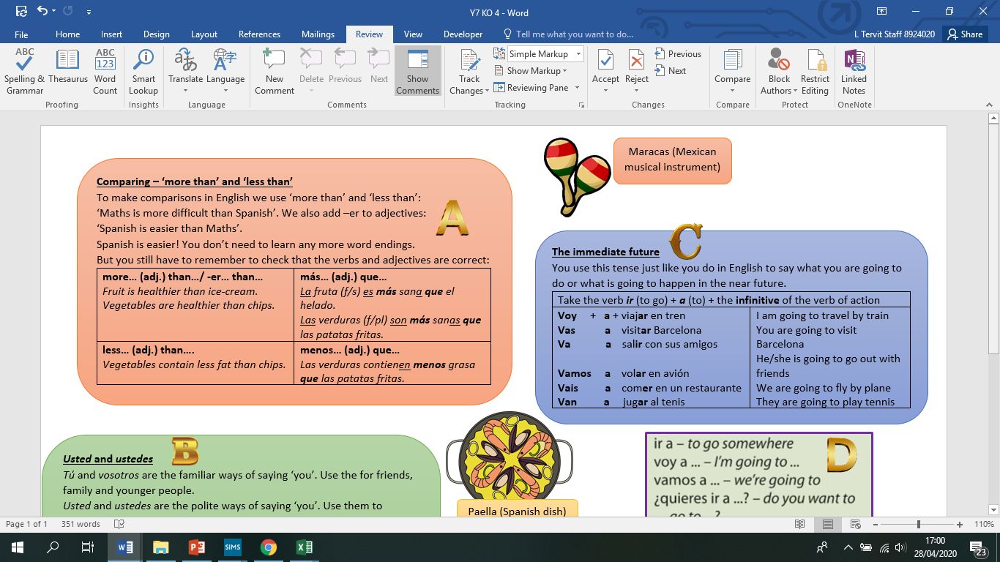 Y7 KO 4 - Word
File Home Insert Design Layout References Mailings Review View Developer Tell me what you want to do... L Tervit Staff 8924020 Share
ABC Spelling & Grammar
Thesaurus
ABC 123 Word Count
Proofing
Smart Lookup
Insights
Translate
Language
Language
New Comment
Delete
Previous
Next
Show Comments
Comments
Track Changes
Simple Markup
Show Markup
Reviewing Pane
Tracking
Accept
Reject
Previous
Next
Changes
Compare
Compare
Block Authors
Restrict Editing
Protect
N
Linked Notes
OneNote
Maracas (Mexican
musical instrument)
A
Comparing – ‘more than’ and ‘less than’
To make comparisons in English we use ‘more than’ and ‘less than’:
‘Maths is more difficult than Spanish’. We also add –er to adjectives:
‘Spanish is easier than Maths’.
Spanish is easier! You don’t need to learn any more word endings.
But you still have to remember to check that the verbs and adjectives are correct:
more… (adj.) than…/ -er… than…
Fruit is healthier than ice-cream.
Vegetables are healthier than chips.
más… (adj.) que…
La fruta (f/s) es más sana que el
helado.
Las verduras (f/pl) son más sanas que
las patatas fritas.
less… (adj.) than….
Vegetables contain less fat than chips.
menos… (adj.) que…
Las verduras contienen menos grasa
que las patatas fritas.
C
The immediate future
You use this tense just like you do in English to say what you are going to
do or what is going to happen in the near future.
Take the verb ir (to go) + a (to) + the infinitive of the verb of action
Voy + a + viajar en tren
Vas a visitar Barcelona
Va a salir con sus amigos
Vamos a volar en avión
Vais a comer en un restaurante
Van a jugar al tenis
I am going to travel by train
You are going to visit
Barcelona
He/she is going to go out with
friends
We are going to fly by plane
They are going to play tennis
B
Usted and ustedes
Tú and vosotros are the familiar ways of saying ‘you’. Use the for friends,
family and younger people.
Usted and ustedes are the polite ways of saying ‘you’. Use them to
Paella (Spanish dish)
D
ir a – to go somewhere
voy a ... – I’m going to ...
vamos a ... – we’re going to
¿quieres ir a ...? – do you want to
go to ...?
Page 1 of 1 351 words 110%
W P SIMS X
17:00
28/04/2020
23